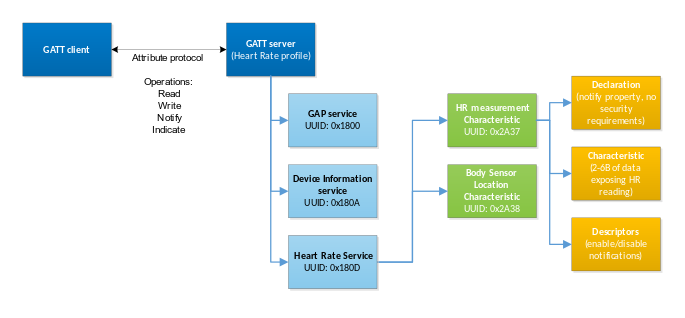 GATT client
Attribute protocol
Operations:
Read
Write
Notify
Indicate
GATT server
(Heart Rate profile)
GAP service
UUID: 0x1800
Device Information
service
UUID: 0x180A
Heart Rate Service
UUID: 0x180D
HR measurement
Characteristic
UUID: 0x2A37
Body Sensor
Location
Characteristic
UUID: 0x2A38
Declaration
(notify property, no
security
requirements)
Characteristic
(2-6B of data
exposing HR
reading)
Descriptors
(enable/disable
notifications)